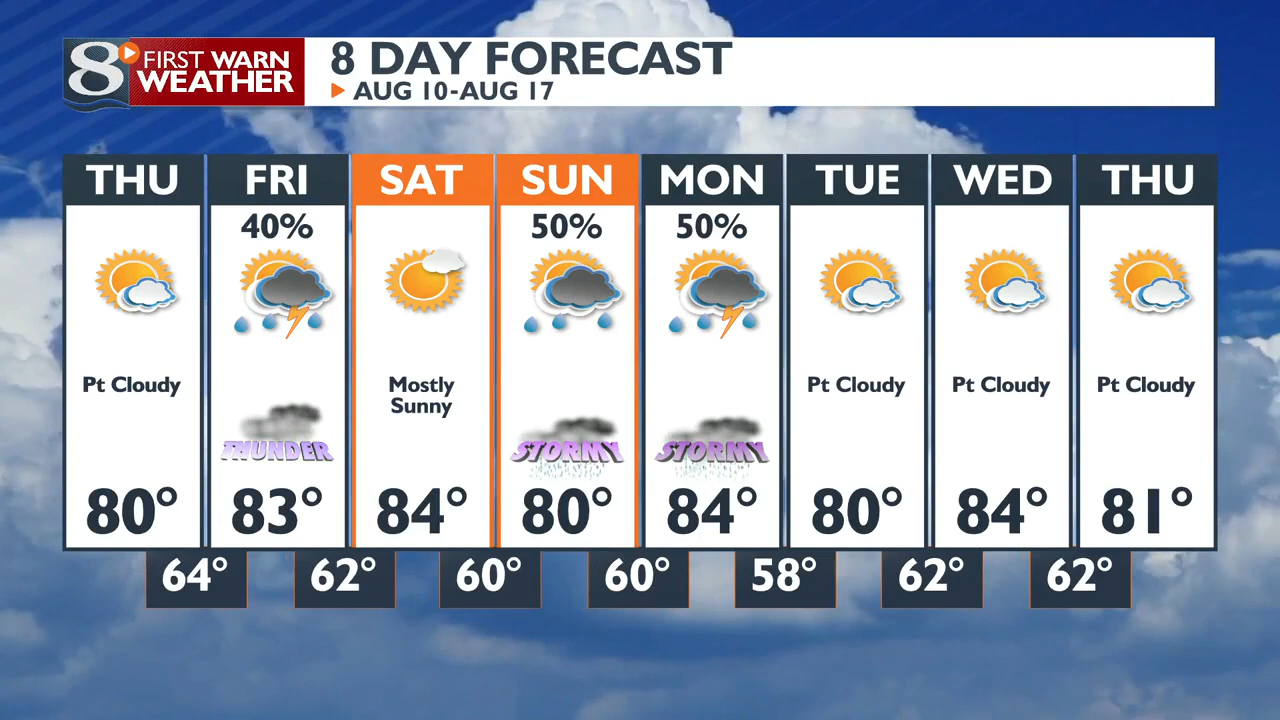 8 FIRST WARN
WEATHER
8 DAY FORECAST
AUG 10-AUG 17
THU FRI SAT SUN MON TUE WED THU
40% 50% 50%
Pt Cloudy Mostly Pt Cloudy Pt Cloudy Pt Cloudy
Sunny
THUNDER STORMY STORMY
80° 83° 84° 80° 84° 80° 84° 81°
64° 62° 60° 60° 58° 62° 62°